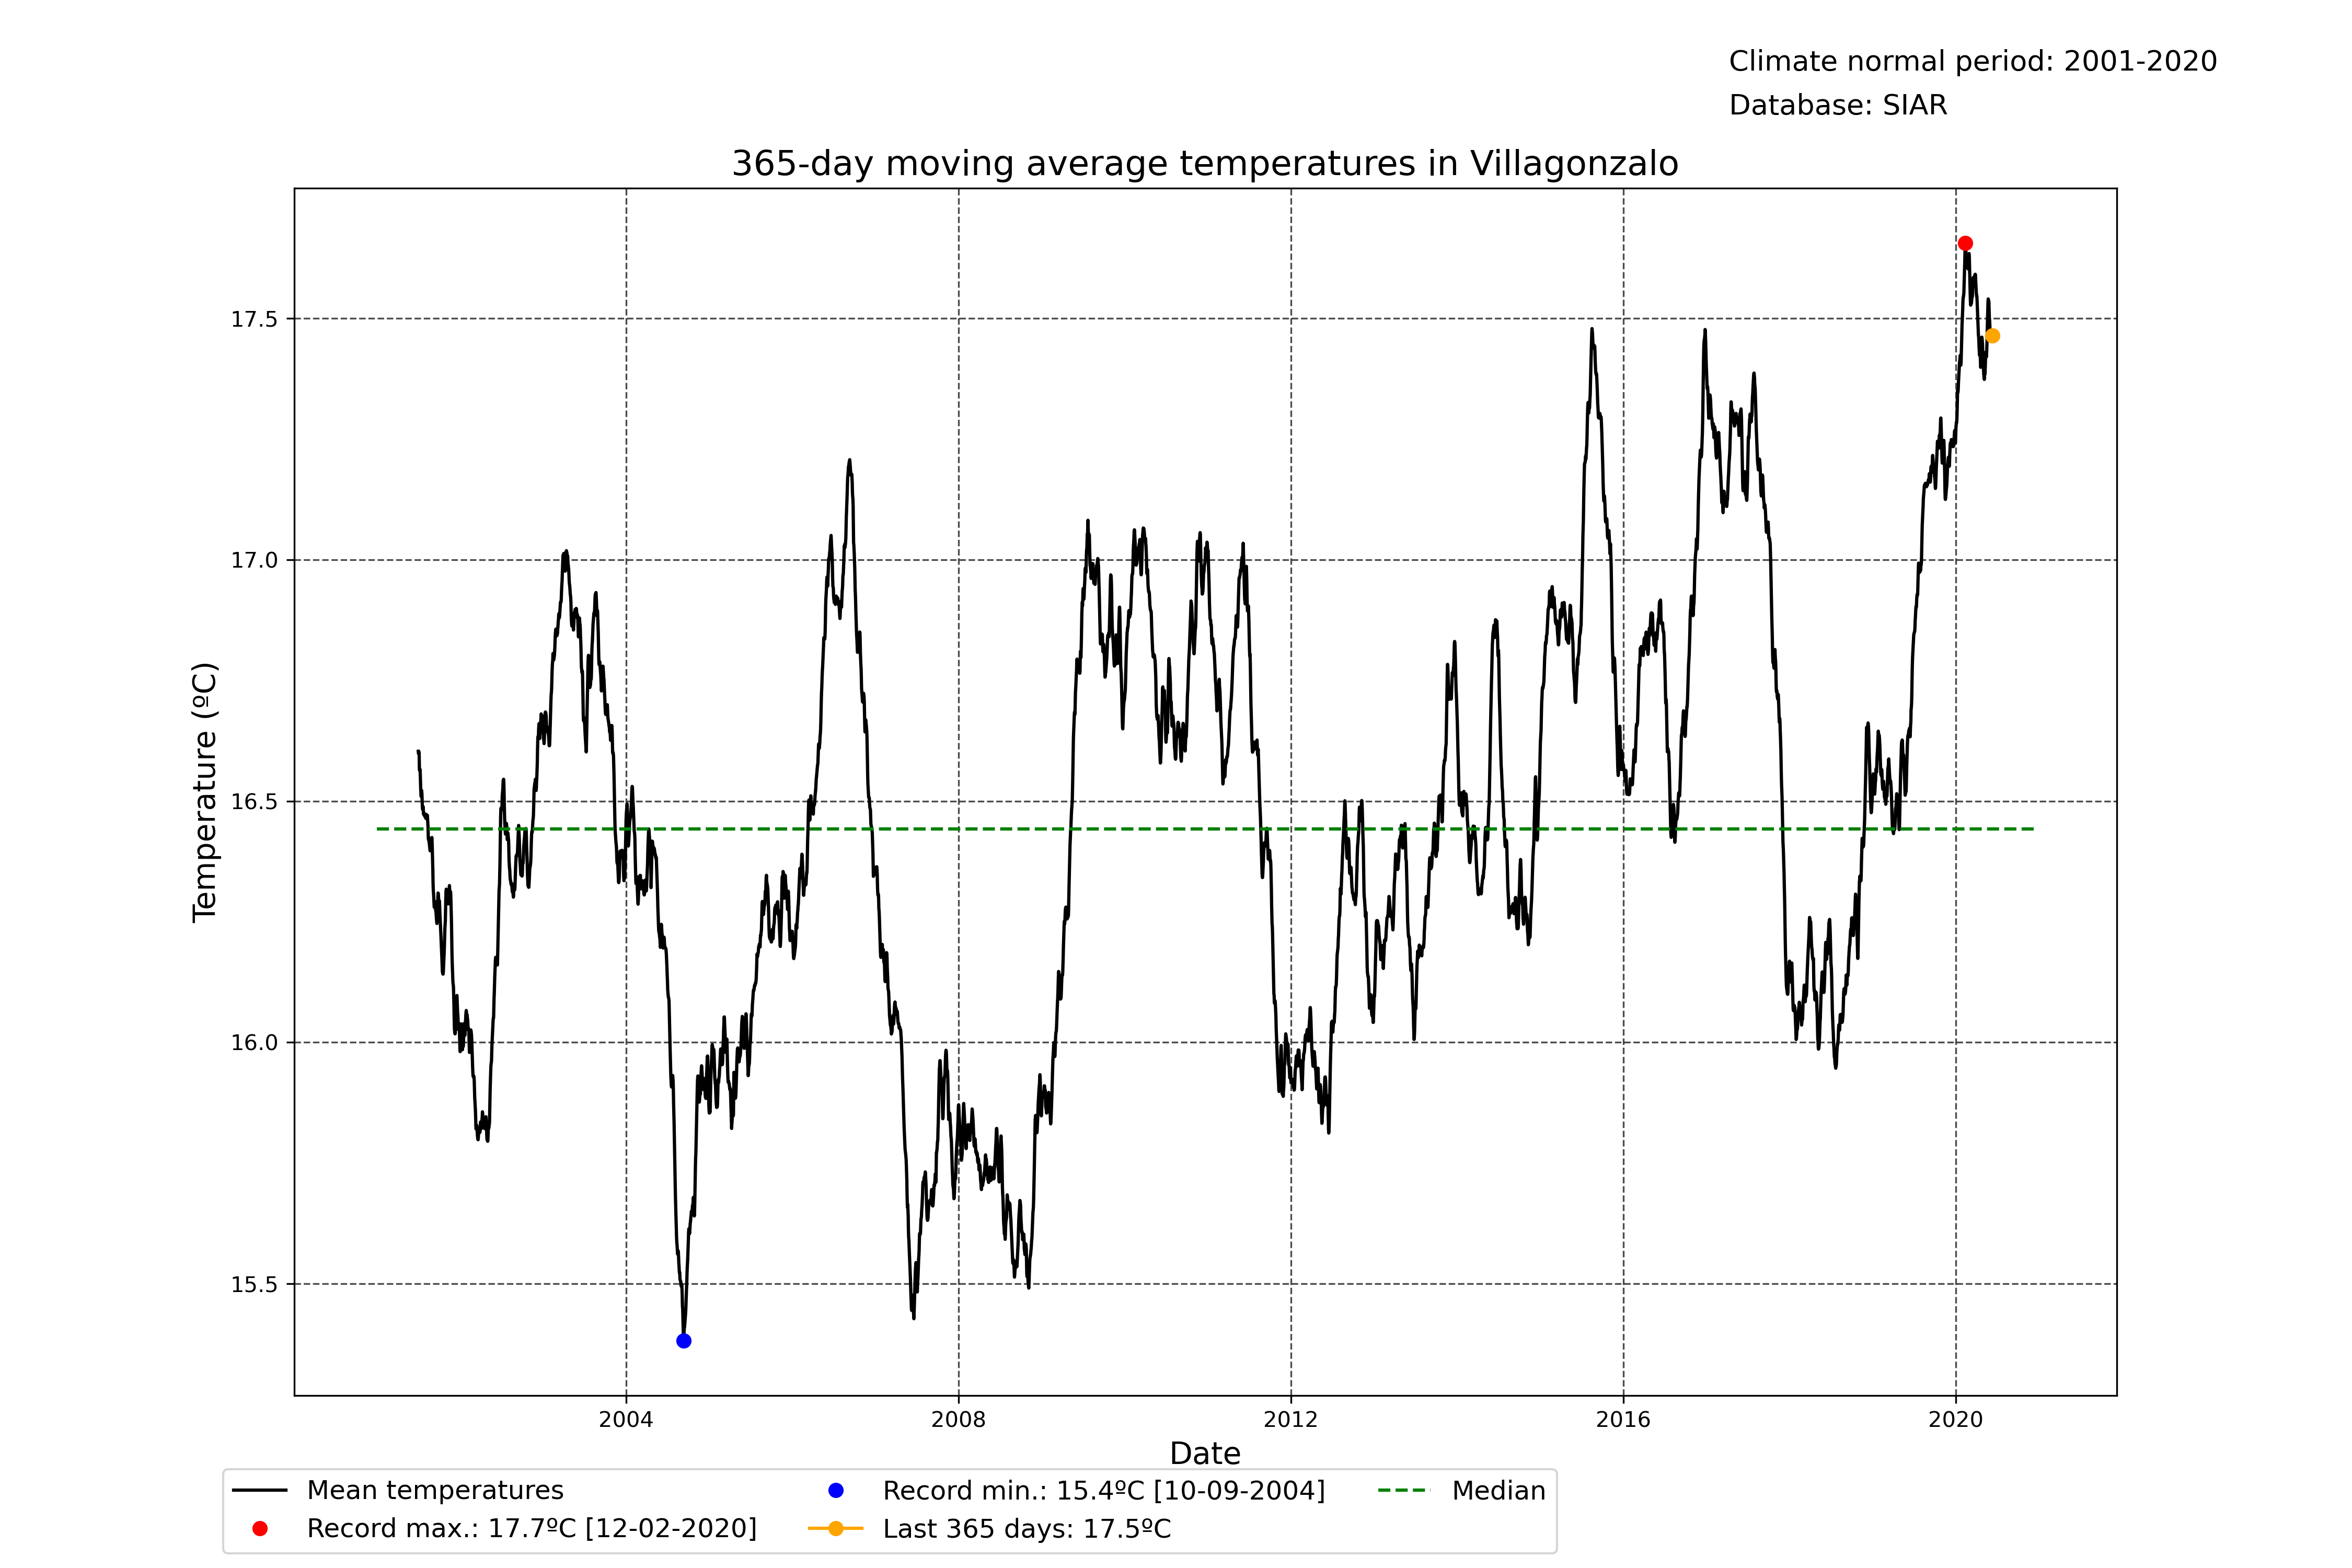 Climate normal period: 2001-2020
Database: SIAR
365-day moving average temperatures in Villagonzalo
Temperature (ºC)
17.5
17.0
16.5
16.0
15.5
2004
2008
2012
2016
2020
Date
Mean temperatures
Record max.: 17.7ºC [12-02-2020]
Record min.: 15.4ºC [10-09-2004]
Last 365 days: 17.5ºC
Median